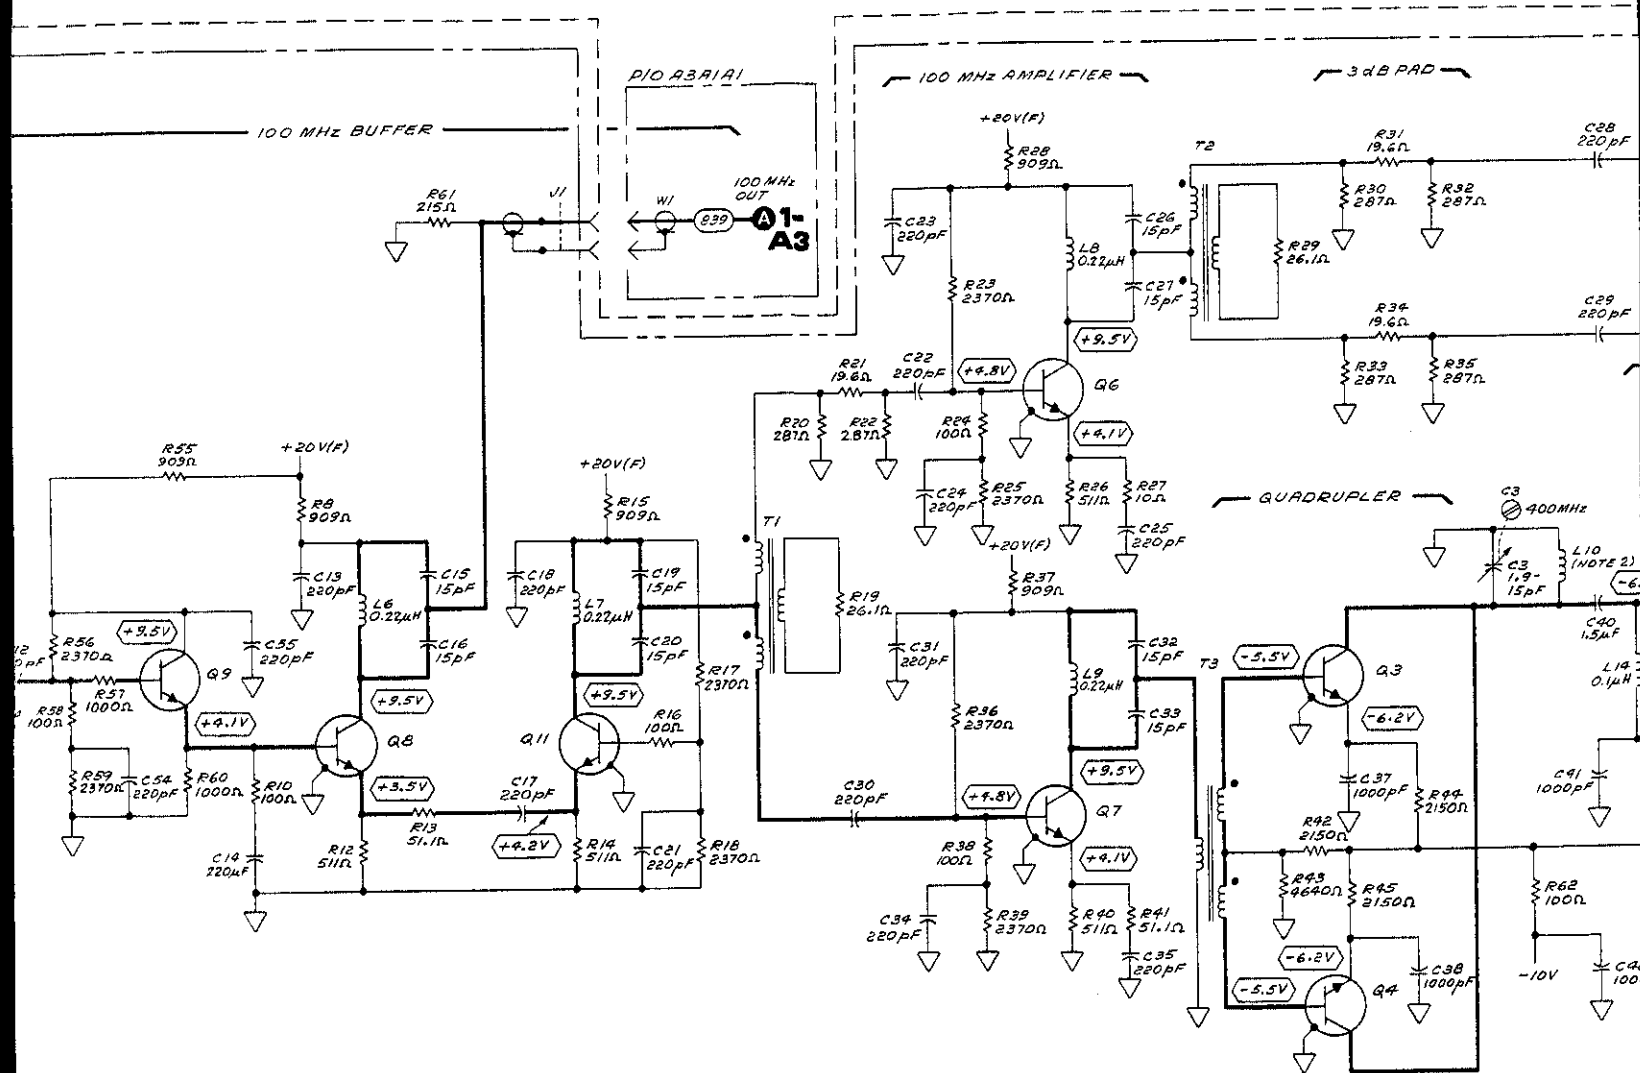 P/O A3A1A1
100 MHz AMPLIFIER
3 dB PAD
100 MHz BUFFER
+20V(F)
R28
909Ω
T2
R31
19.6Ω
C28
220pF
R61
215Ω
J1
W1
839
100 MHz
OUT
A 1-
A3
R30
287Ω
R32
287Ω
C23
220pF
C26
15pF
L8
0.22µH
R29
26.1Ω
R23
2370Ω
C27
15pF
R34
19.6Ω
C29
220pF
+9.5V
R21
19.6Ω
C22
220pF
+4.8V
Q6
R33
287Ω
R35
287Ω
R20
287Ω
R22
287Ω
R24
100Ω
+4.1V
R55
909Ω
+20V(F)
+20V(F)
C24
220pF
R25
2370Ω
R26
511Ω
R27
10Ω
QUADRUPLER
C3
400MHz
R8
909Ω
R15
909Ω
T1
C25
220pF
+20V(F)
L10
(NOTE 2)
C13
220pF
C15
15pF
C18
220pF
C19
15pF
R37
909Ω
C3
1.9-
15pF
-6.
L6
0.22µH
L7
0.22µH
R19
26.1Ω
R56
2370Ω
+9.5V
C55
220pF
C16
15pF
C20
15pF
C31
220pF
C32
15pF
C40
1.5µF
R17
2370Ω
L9
0.22µH
T3
-5.5V
Q3
L14
0.1µH
R57
1000Ω
Q9
+9.5V
+9.5V
R58
100Ω
+4.1V
R16
100Ω
R36
2370Ω
C33
15pF
-6.2V
Q8
Q11
+9.5V
R59
2370Ω
C54
220pF
R60
1000Ω
R10
100Ω
+3.5V
C17
220pF
C30
220pF
+4.8V
Q7
C37
1000pF
R44
2150Ω
C41
1000pF
R13
51.1Ω
+4.2V
R42
2150Ω
C14
220µF
R12
511Ω
R14
511Ω
C21
220pF
R18
2370Ω
R38
100Ω
+4.1V
R43
4640Ω
R45
2150Ω
R62
100Ω
C34
220pF
R39
2370Ω
R40
511Ω
R41
51.1Ω
C35
220pF
-6.2V
C38
1000pF
-10V
-5.5V
Q4